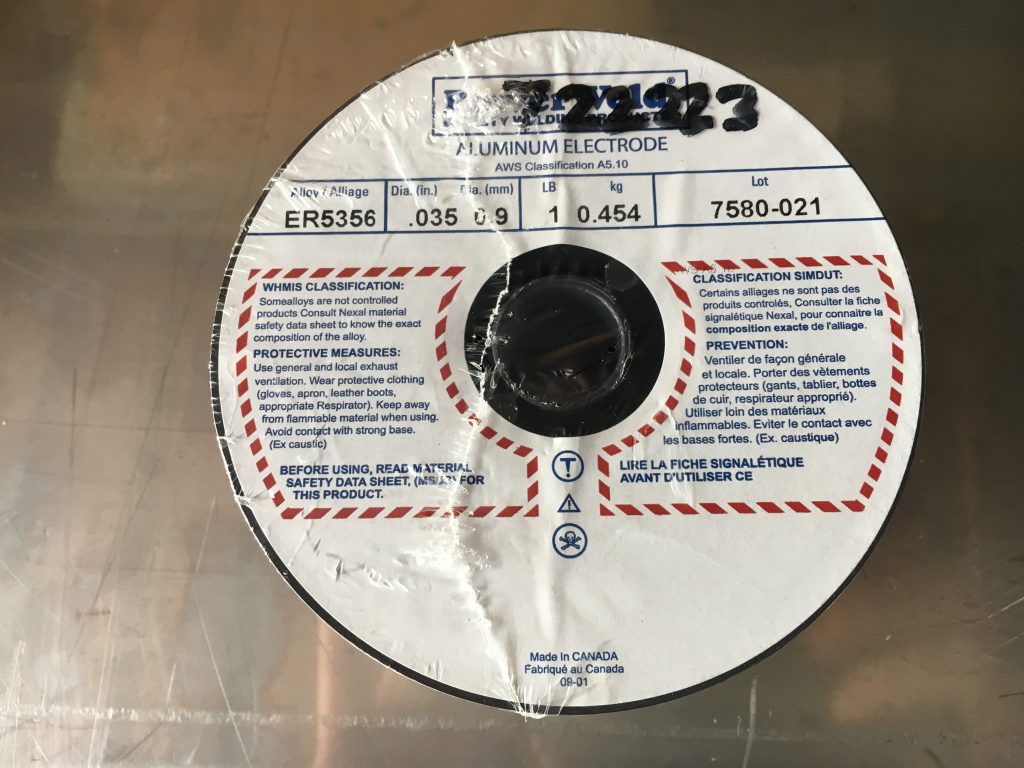 Power Weld®
QUALITY WELDING PRODUCTS
ALUMINUM ELECTRODE
AWS Classification A5.10
Alloy / Alliage Dia. (in.) Dia. (mm) LB kg Lot
ER5356 .035 0.9 1 0.454 7580-021
WHMIS CLASSIFICATION:
Somealloys are not controlled
products Consult Nexal material
safety data sheet to know the exact
composition of the alloy.
PROTECTIVE MEASURES:
Use general and local exhaust
ventilation. Wear protective clothing
(gloves, apron, leather boots,
appropriate Respirator). Keep away
from flammable material when using.
Avoid contact with strong base.
(Ex caustic)
BEFORE USING, READ MATERIAL
SAFETY DATA SHEET, (MSDS) FOR
THIS PRODUCT.
CLASSIFICATION SIMDUT:
Certains alliages ne sont pas des
produits controlés, Consulter la fiche
signalétique Nexal, pour connaitre la
composition exacte de l'alliage.
PREVENTION:
Ventiler de façon générale
et locale. Porter des vètements
protecteurs (gants, tablier, bottes
de cuir, respirateur approprié).
Utiliser loin des matériaux
inflammables. Eviter le contact avec
les bases fortes. (Ex. caustique)
LIRE LA FICHE SIGNALÉTIQUE
AVANT D'UTILISER CE
Made In CANADA
Fabriqué au Canada
09-01